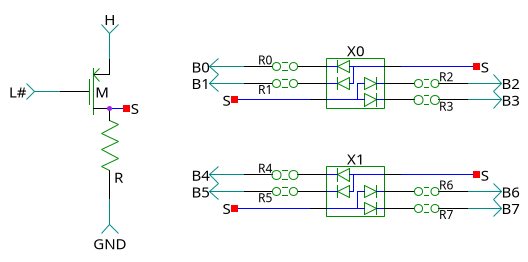 H
L#
M
S
R
GND
X0
B0 R0 S
B1 R1 R2 B2
S R3 B3
X1
B4 R4 S
B5 R5 R6 B6
S R7 B7